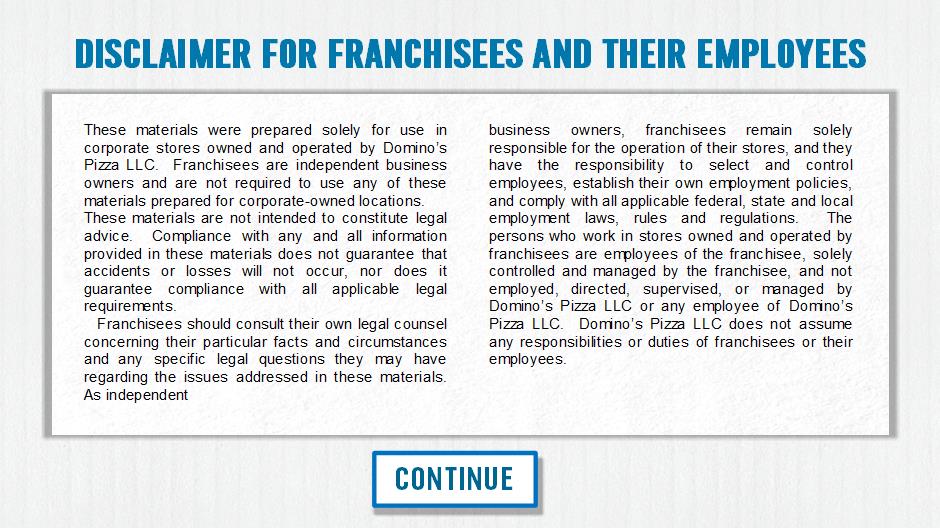 DISCLAIMER FOR FRANCHISEES AND THEIR EMPLOYEES
These materials were prepared solely for use in
corporate stores owned and operated by Domino's
Pizza LLC. Franchisees are independent business
owners and are not required to use any of these
materials prepared for corporate-owned locations.
These materials are not intended to constitute legal
advice. Compliance with any and all information
provided in these materials does not guarantee that
accidents or losses will not occur, nor does it
guarantee compliance with all applicable legal
requirements.
Franchisees should consult their own legal counsel
concerning their particular facts and circumstances
and any specific legal questions they may have
regarding the issues addressed in these materials.
As independent
business owners, franchisees remain solely
responsible for the operation of their stores, and they
have the responsibility to select and control
employees, establish their own employment policies,
and comply with all applicable federal, state and local
employment laws, rules and regulations. The
persons who work in stores owned and operated by
franchisees are employees of the franchisee, solely
controlled and managed by the franchisee, and not
employed, directed, supervised, or managed by
Domino's Pizza LLC or any employee of Domino's
Pizza LLC. Domino's Pizza LLC does not assume
any responsibilities or duties of franchisees or their
employees.
CONTINUE